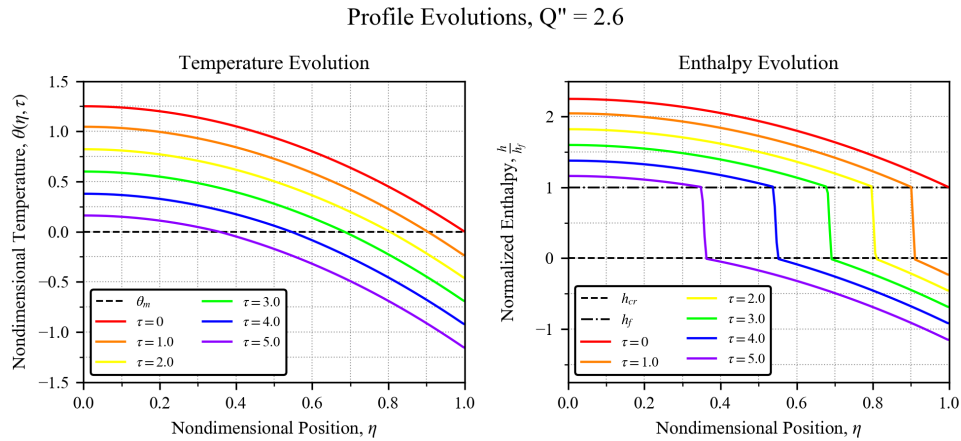 Profile Evolutions, Q" = 2.6
Temperature Evolution
Nondimensional Temperature, θ(η, τ)
1.5
1.0
0.5
0.0
−0.5
−1.0
−1.5
θm
τ = 0
τ = 1.0
τ = 2.0
τ = 3.0
τ = 4.0
τ = 5.0
0.0 0.2 0.4 0.6 0.8 1.0
Nondimensional Position, η
Enthalpy Evolution
Normalized Enthalpy, h/hf
2
1
0
−1
hcr
hf
τ = 0
τ = 1.0
τ = 2.0
τ = 3.0
τ = 4.0
τ = 5.0
0.0 0.2 0.4 0.6 0.8 1.0
Nondimensional Position, η